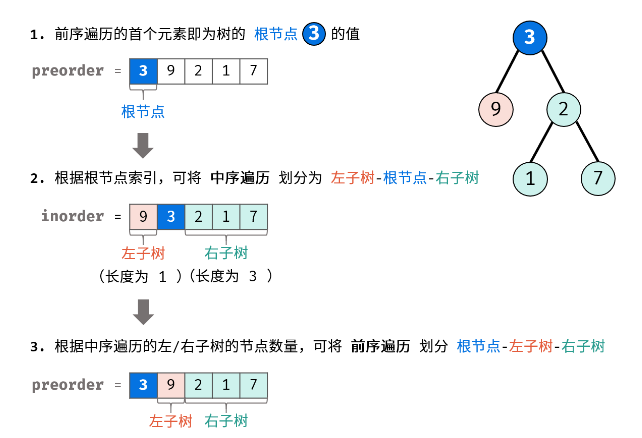 1. 前序遍历的首个元素即为树的 根节点 3 的值
preorder = 3 9 2 1 7
根节点
2. 根据根节点索引，可将 中序遍历 划分为 左子树-根节点-右子树
inorder = 9 3 2 1 7
左子树 右子树
（长度为 1 ）（长度为 3 ）
3. 根据中序遍历的左/右子树的节点数量，可将 前序遍历 划分 根节点-左子树-右子树
preorder = 3 9 2 1 7
左子树 右子树
3
9 2
1 7